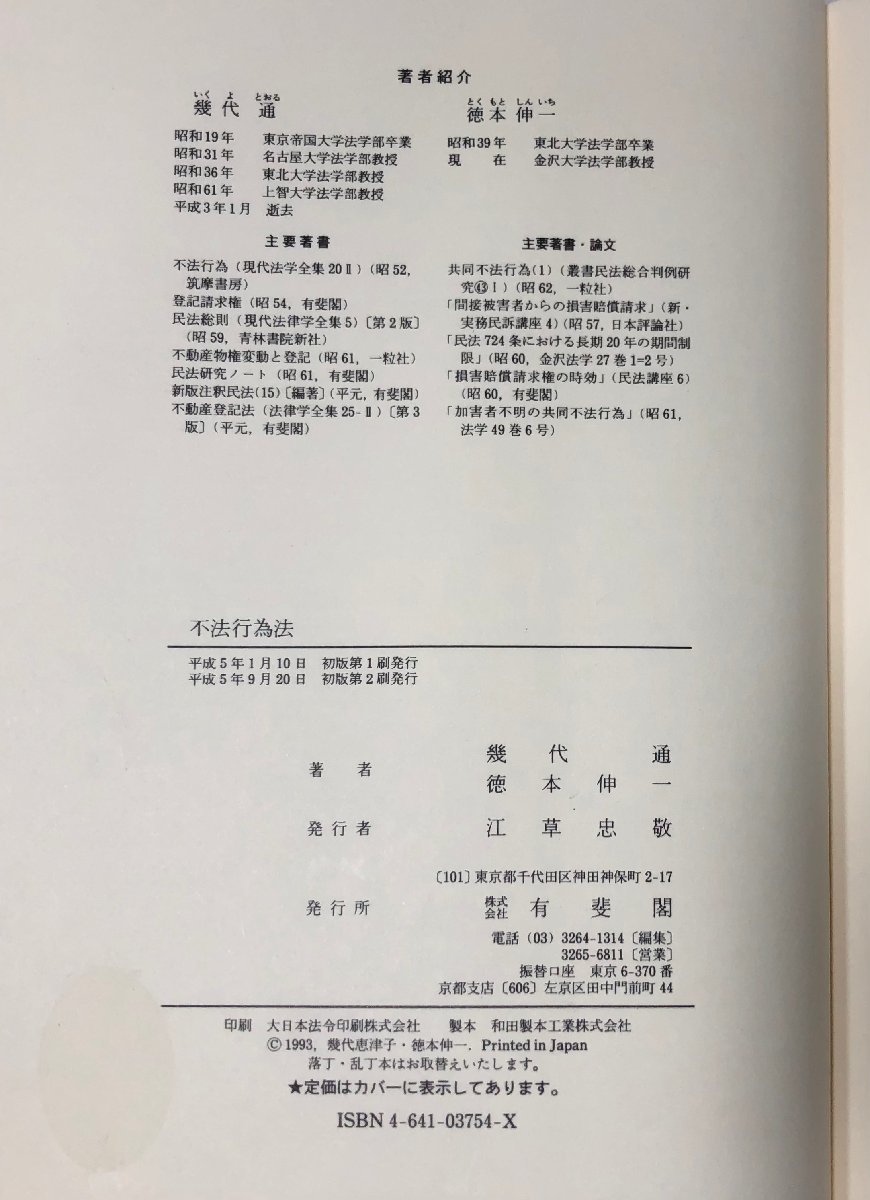 著者紹介
いく よ とおる
幾代 通
昭和19年 東京帝国大学法学部卒業
昭和31年 名古屋大学法学部教授
昭和36年 東北大学法学部教授
昭和61年 上智大学法学部教授
平成3年1月 逝去
主要著書
不法行為(現代法学全集20Ⅱ)(昭52,
筑摩書房)
登記請求権(昭54,有斐閣)
民法総則(現代法律学全集5)〔第2版〕
(昭59,青林書院新社)
不動産物権変動と登記(昭61,一粒社)
民法研究ノート(昭61,有斐閣)
新版注釈民法(15)〔編著〕(平元,有斐閣)
不動産登記法(法律学全集25-Ⅱ)〔第3
版〕(平元,有斐閣)
とく もと しん いち
徳本伸一
昭和39年 東北大学法学部卒業
現在 金沢大学法学部教授
主要著書・論文
共同不法行為(1)(叢書民法総合判例研
究㊸Ⅰ)(昭62,一粒社)
「間接被害者からの損害賠償請求」(新・
実務民訴講座4)(昭57,日本評論社)
「民法724条における長期20年の期間制
限」(昭60,金沢法学27巻1=2号)
「損害賠償請求権の時効」(民法講座6)
(昭60,有斐閣)
「加害者不明の共同不法行為」(昭61,
法学49巻6号)
不法行為法
平成5年1月10日 初版第1刷発行
平成5年9月20日 初版第2刷発行
著者 幾代通
徳本伸一
発行者 江草忠敬
〔101〕東京都千代田区神田神保町2-17
発行所 株式会社 有斐閣
電話(03)3264-1314〔編集〕
3265-6811〔営業〕
振替口座 東京6-370番
京都支店〔606〕左京区田中門前町44
印刷 大日本法令印刷株式会社 製本 和田製本工業株式会社
© 1993, 幾代恵津子・徳本伸一. Printed in Japan
落丁・乱丁本はお取替えいたします。
★定価はカバーに表示してあります。
ISBN 4-641-03754-X